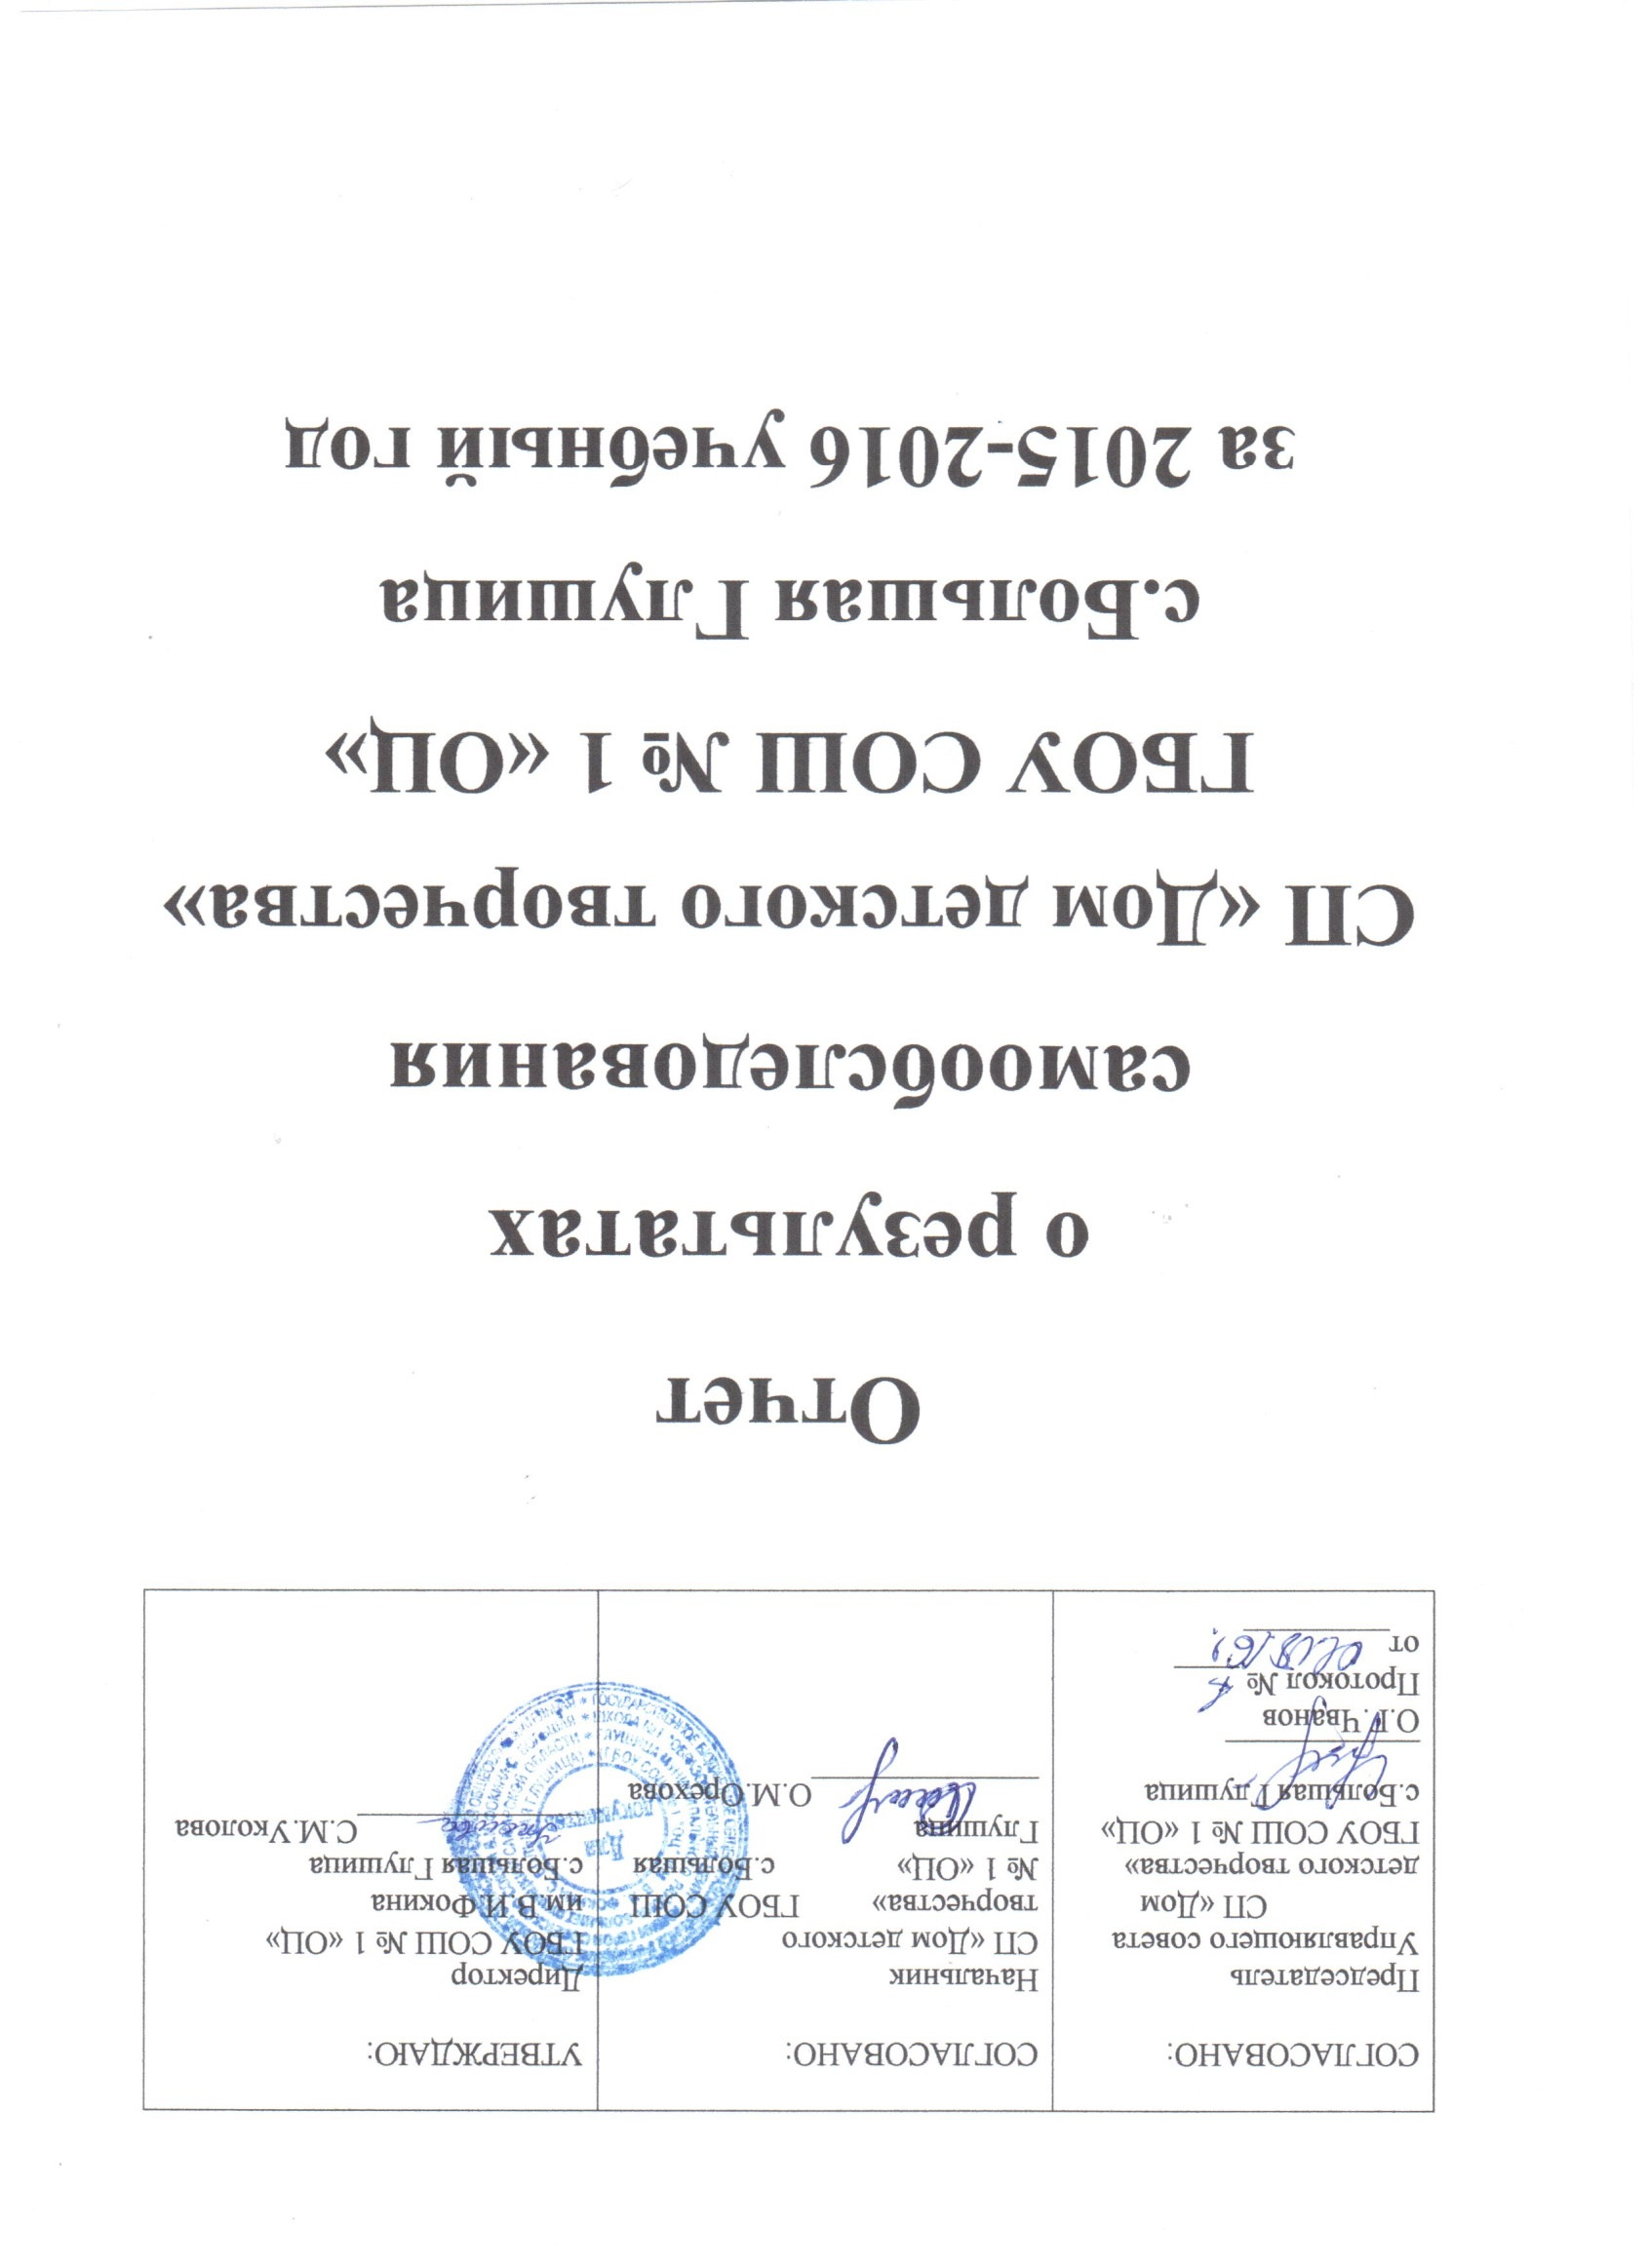 СОГЛАСОВАНО:
Председатель
Управляющего совета
СП «Дом
детского творчества»
ГБОУ СОШ № 1 «ОЦ»
с.Большая Глушица
О.Г.Чванов
Протокол №
от
СОГЛАСОВАНО:
Начальник
СП «Дом детского
творчества» ГБОУ СОШ
№ 1 «ОЦ» с.Большая
Глушица
О.М.Орехова
УТВЕРЖДАЮ:
Директор
ГБОУ СОШ № 1 «ОЦ»
им.В.И.Фокина
с.Большая Глушица
С.М.Уколова
Для
документов
Отчет
о результатах
самообследования
СП «Дом детского творчества»
ГБОУ СОШ № 1 «ОЦ»
с.Большая Глушица
за 2015-2016 учебный год